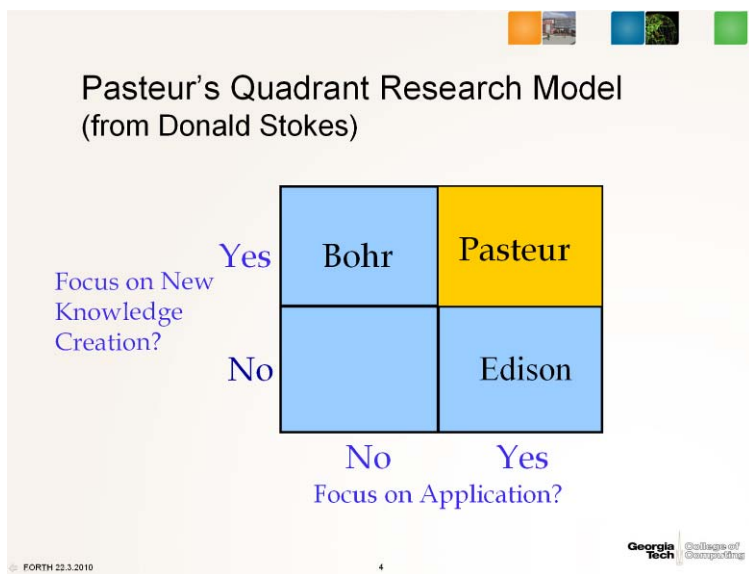 Pasteur's Quadrant Research Model
(from Donald Stokes)
Yes
Bohr
Pasteur
Focus on New
Knowledge
Creation?
No
Edison
No
Yes
Focus on Application?
Georgia
Tech
College of
Computing
FORTH 22.3.2010
4